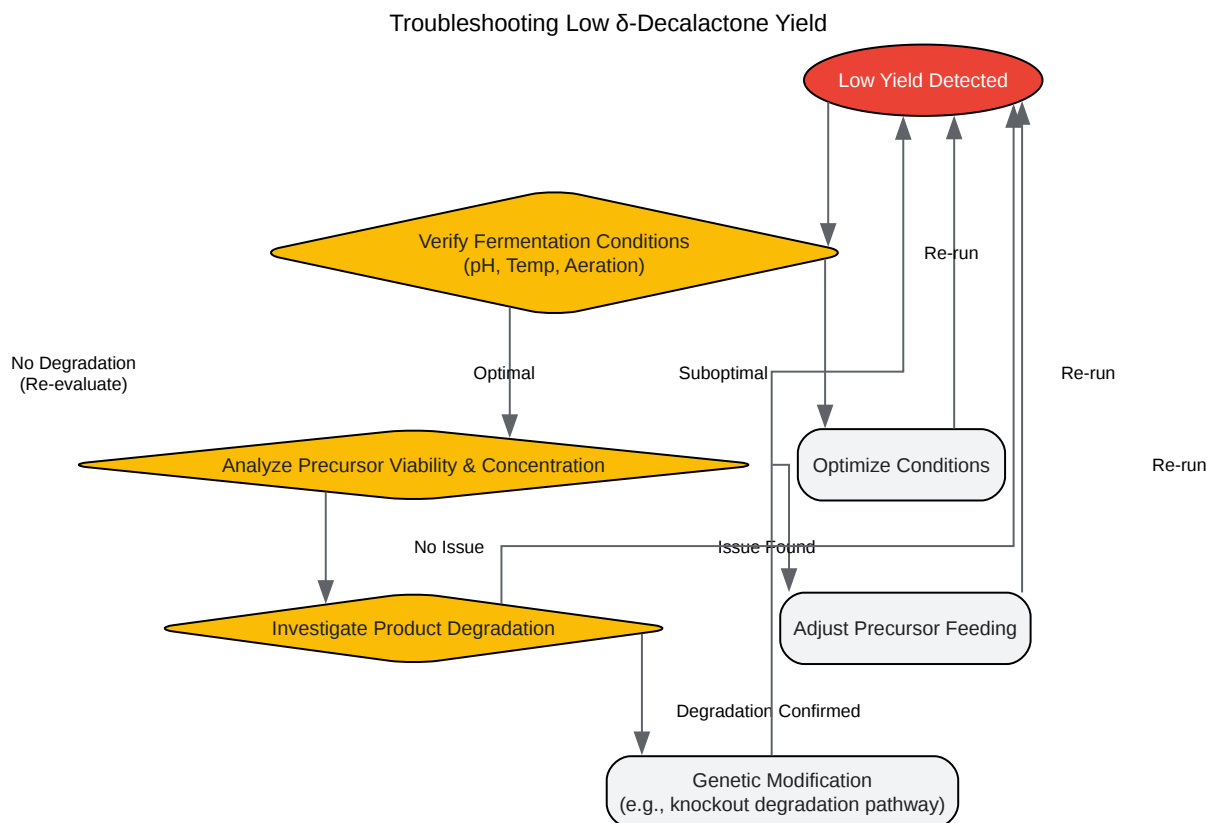 Troubleshooting Low δ-Decalactone Yield
Low Yield Detected
Verify Fermentation Conditions
(pH, Temp, Aeration)
Re-run
No Degradation
(Re-evaluate)
Optimal
Suboptimal
Re-run
Analyze Precursor Viability & Concentration
Optimize Conditions
Re-run
No Issue
Issue Found
Investigate Product Degradation
Adjust Precursor Feeding
Degradation Confirmed
Genetic Modification
(e.g., knockout degradation pathway)